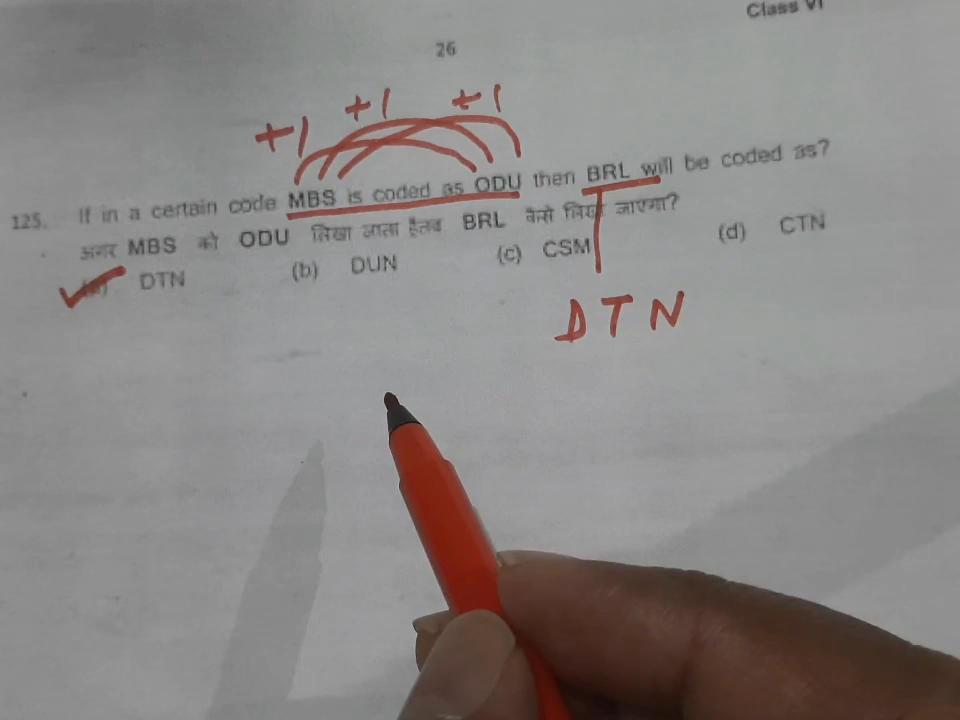 Class VI
26
+1 +1 +1
125. If in a certain code MBS is coded as ODU then BRL will be coded as?
अगर MBS को ODU लिखा जाता हैतब BRL कैसे लिखा जाएगा?
(a) DTN (b) DUN (c) CSM (d) CTN
DTN